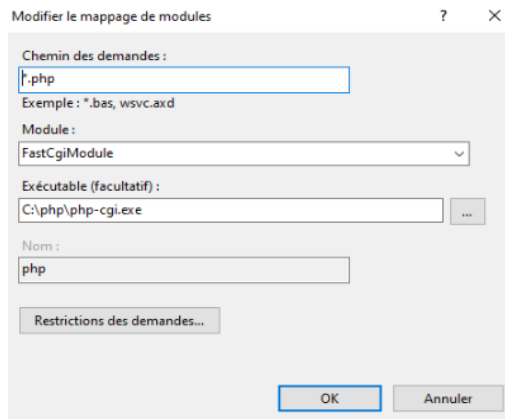 Modifier le mappage de modules
Chemin des demandes :
*.php
Exemple : *.bas, wsvc.axd
Module :
FastCgiModule
Exécutable (facultatif) :
C:\php\php-cgi.exe
...
Nom :
php
Restrictions des demandes...
OK Annuler